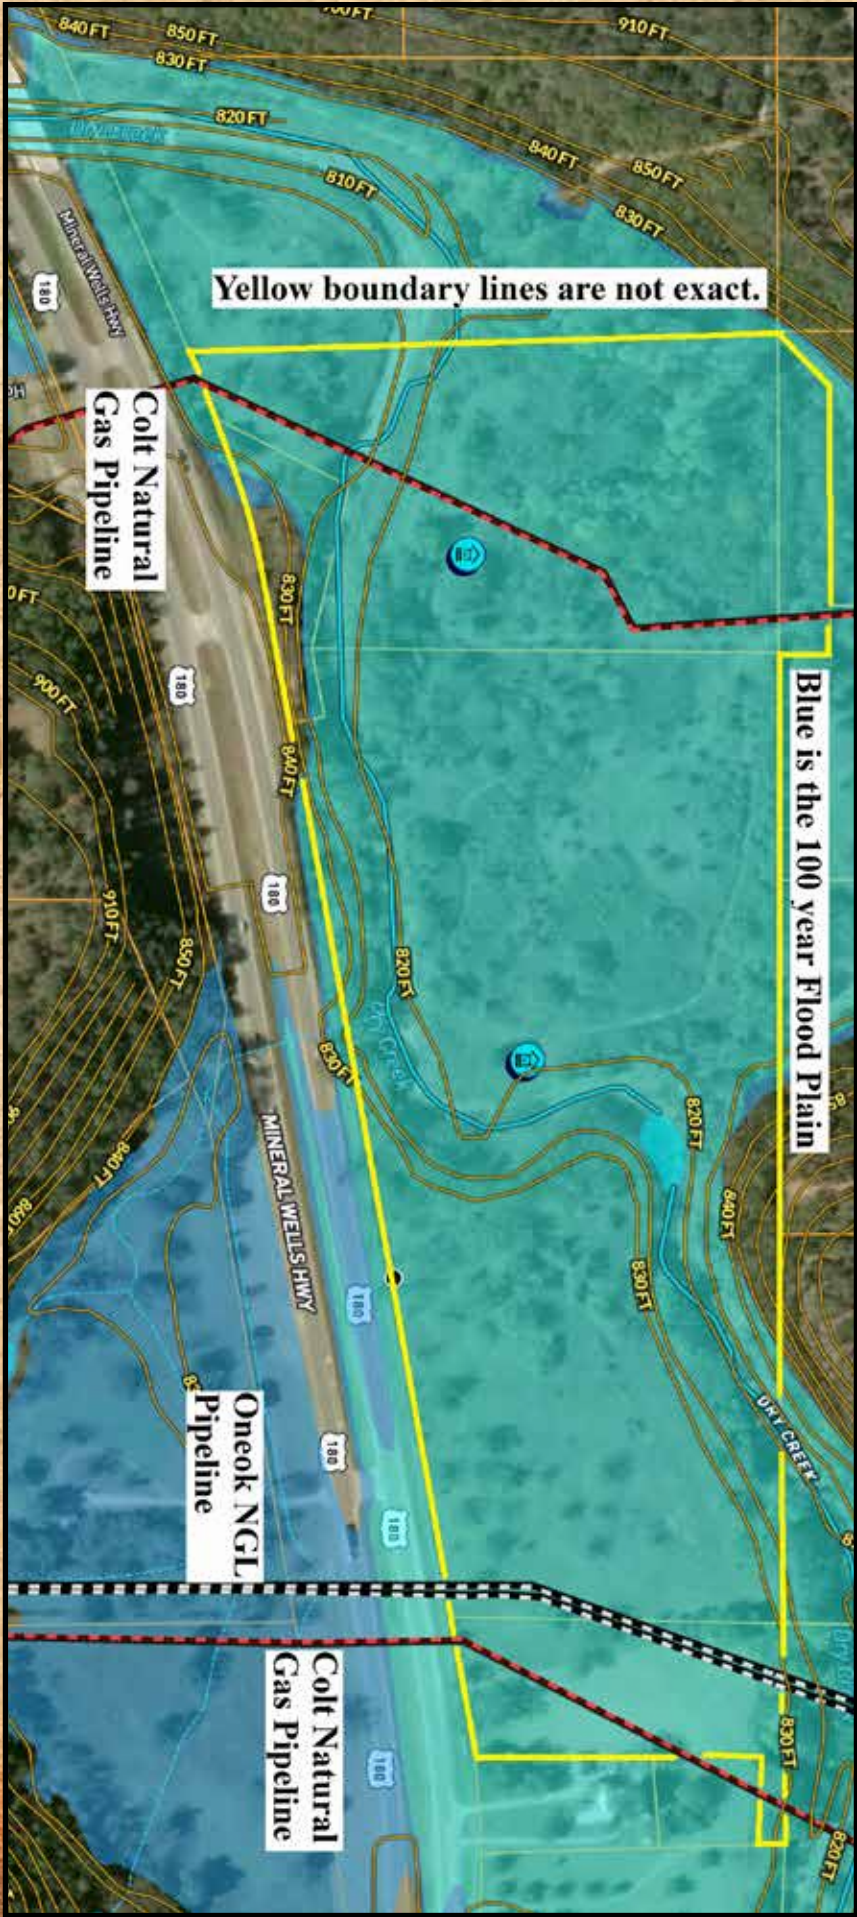 840 FT
850 FT
830 FT
910 FT
820 FT
810 FT
840 FT
850 FT
830 FT
Mineral Wells Hwy
180
Yellow boundary lines are not exact.
Colt Natural
Gas Pipeline
830 FT
900 FT
180
840 FT
Blue is the 100 year Flood Plain
180
910 FT
850 FT
820 FT
Dry Creek
830 FT
820 FT
840 FT
840 FT
MINERAL WELLS HWY
830 FT
180
DRY CREEK
Oneok NGL
Pipeline
180
180
Colt Natural
Gas Pipeline
830 FT
180
820 FT